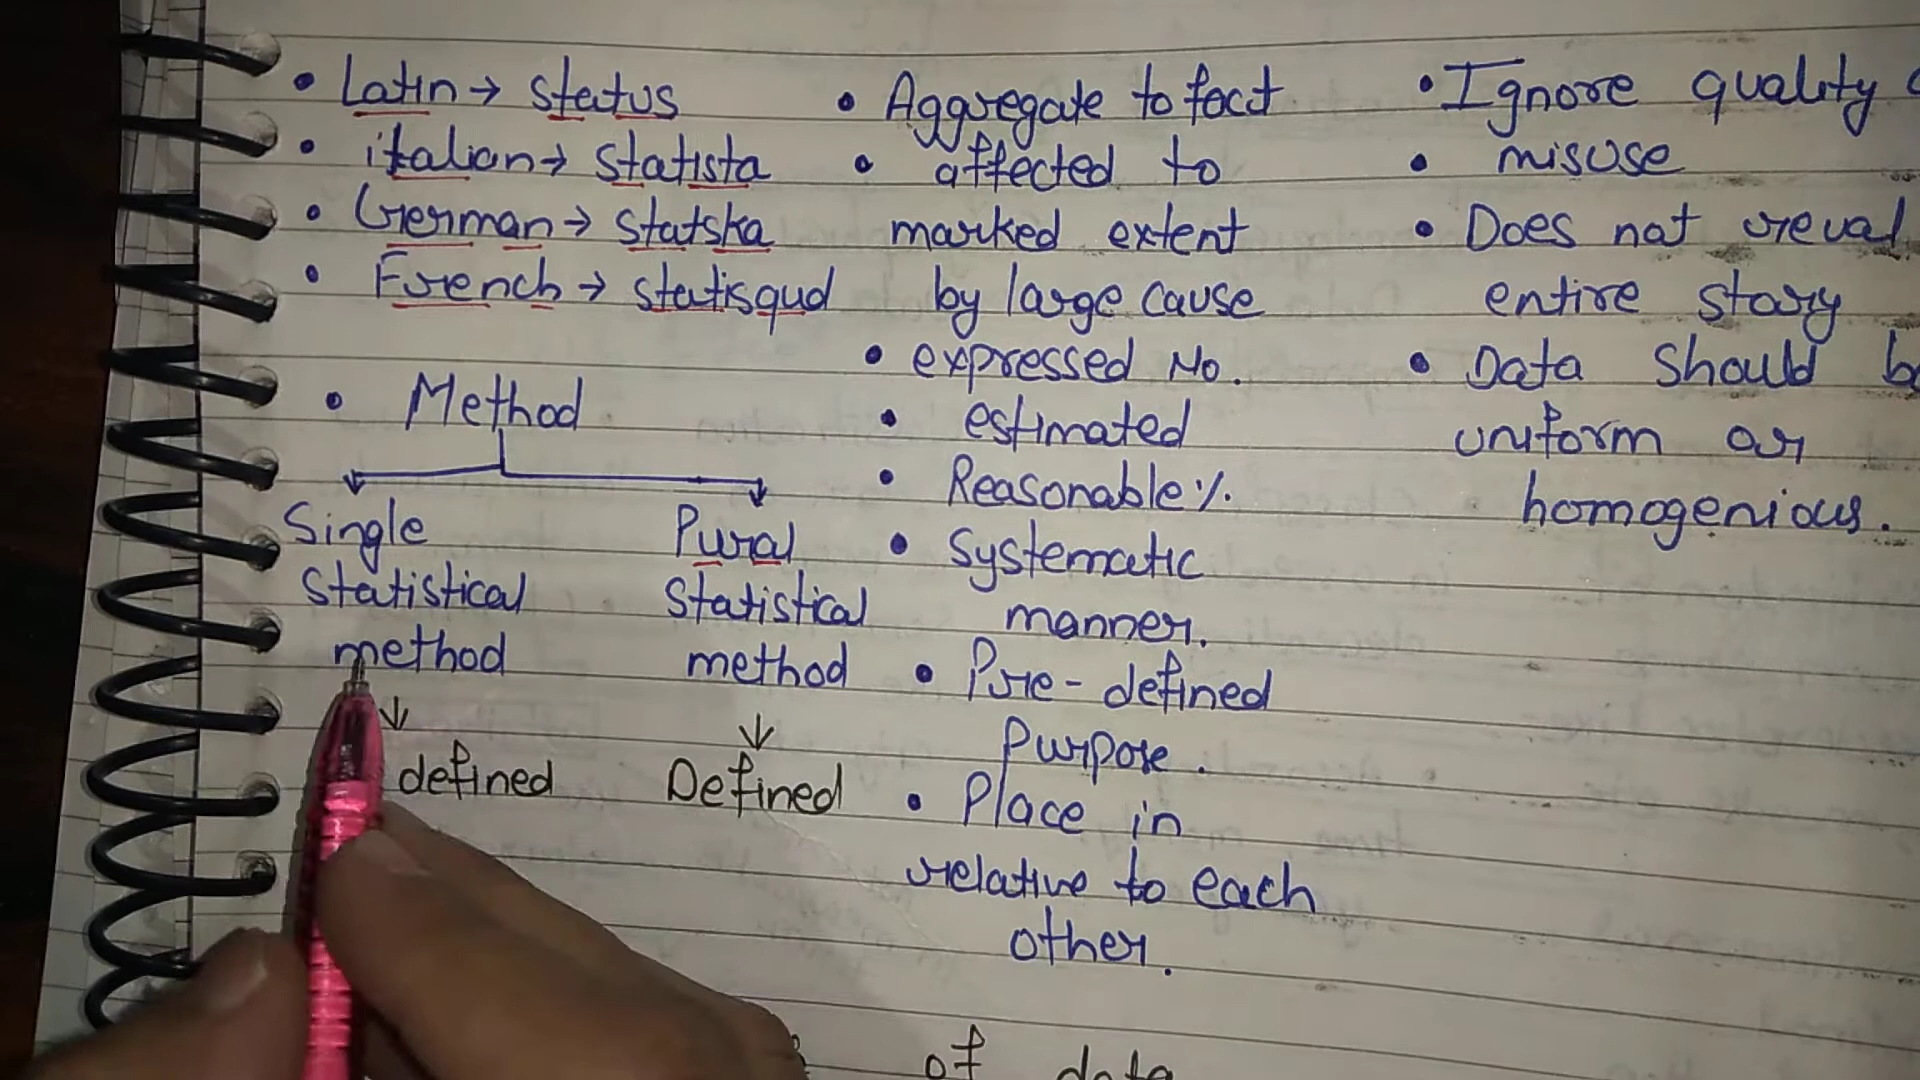 • Latin → status
• italian → statista
• German → statska
• French → statisqud
• Method
Single
Statistical
method
↓
defined
Pural
Statistical
method
↓
Defined
• Aggregate to fact
• affected to
marked extent
by large cause
• expressed No.
• estimated
• Reasonable %.
• Systematic
manner.
• Pre-defined
Purpose.
• Place in
relative to each
other.
• Ignore quality
• misuse
• Does not reval
entire story
• Data should
uniform or
homogenious.
of data